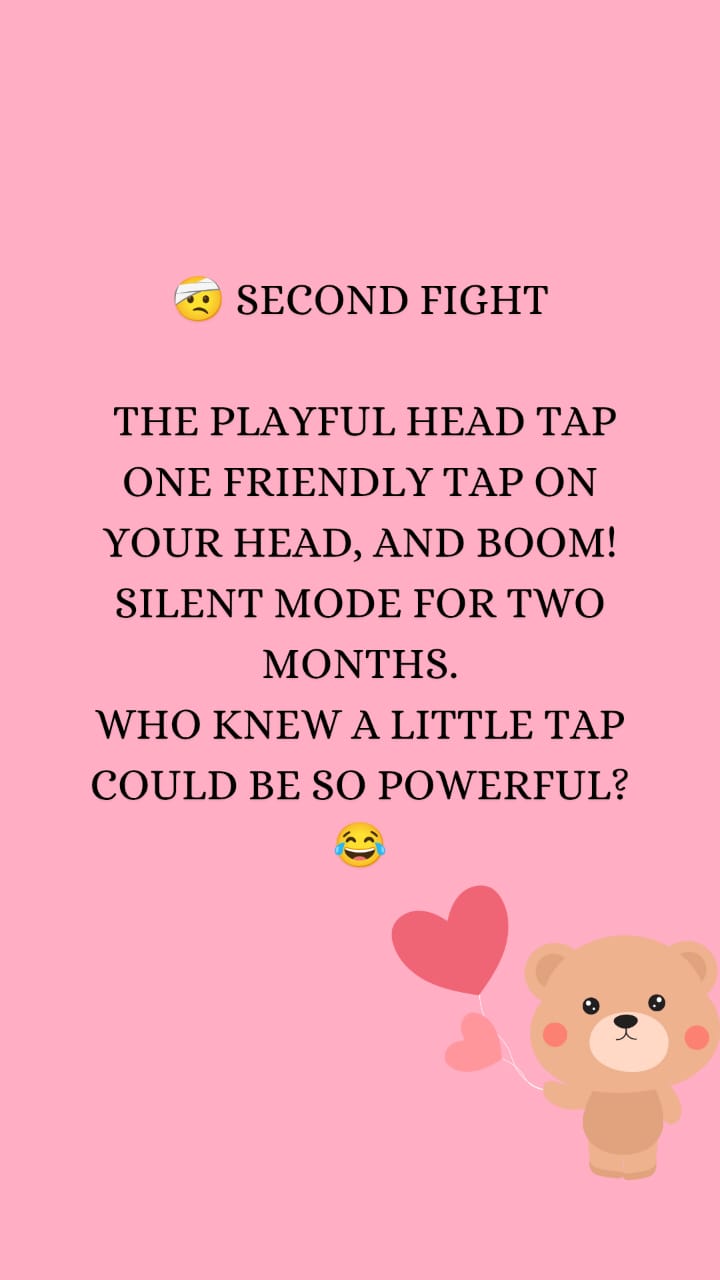 🤕 SECOND FIGHT
THE PLAYFUL HEAD TAP
ONE FRIENDLY TAP ON
YOUR HEAD, AND BOOM!
SILENT MODE FOR TWO
MONTHS.
WHO KNEW A LITTLE TAP
COULD BE SO POWERFUL?
😂